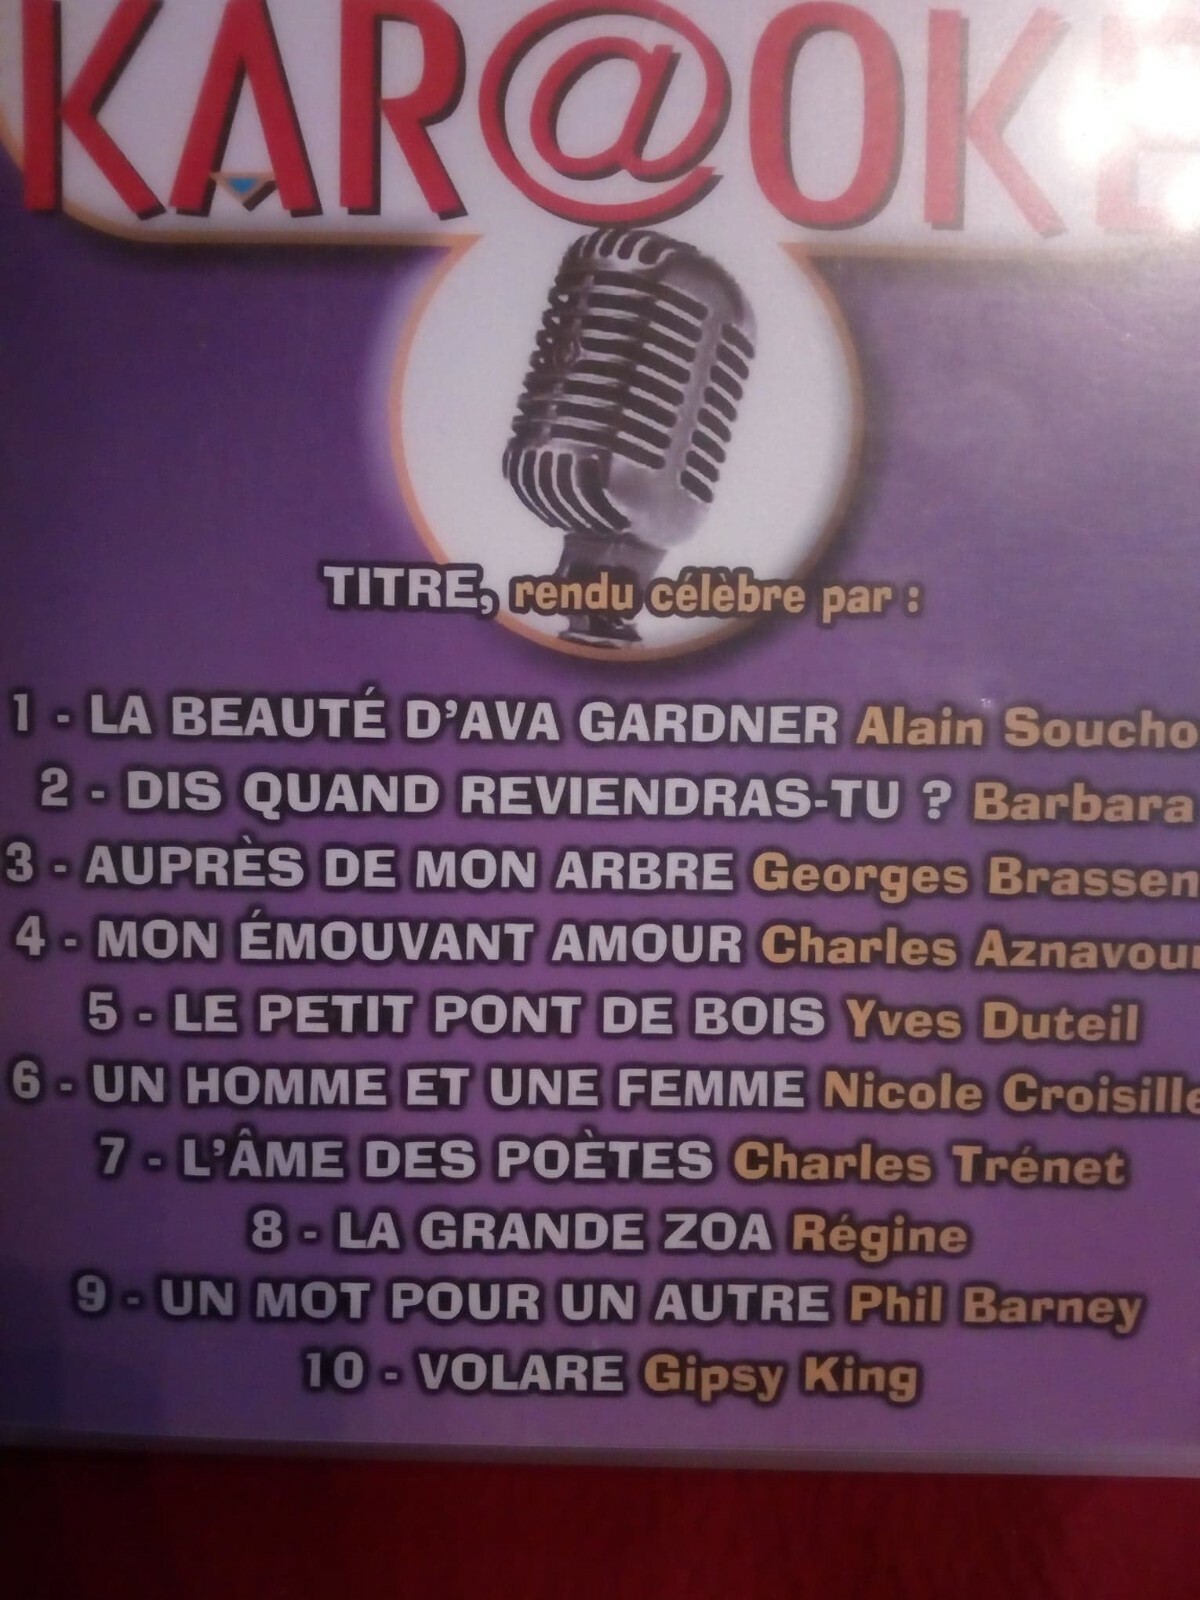 KAR@OKE
TITRE, rendu célèbre par :
1 - LA BEAUTÉ D'AVA GARDNER Alain Soucho
2 - DIS QUAND REVIENDRAS-TU ? Barbara
3 - AUPRÈS DE MON ARBRE Georges Brassen
4 - MON ÉMOUVANT AMOUR Charles Aznavour
5 - LE PETIT PONT DE BOIS Yves Duteil
6 - UN HOMME ET UNE FEMME Nicole Croisille
7 - L'ÂME DES POÈTES Charles Trénet
8 - LA GRANDE ZOA Régine
9 - UN MOT POUR UN AUTRE Phil Barney
10 - VOLARE Gipsy King